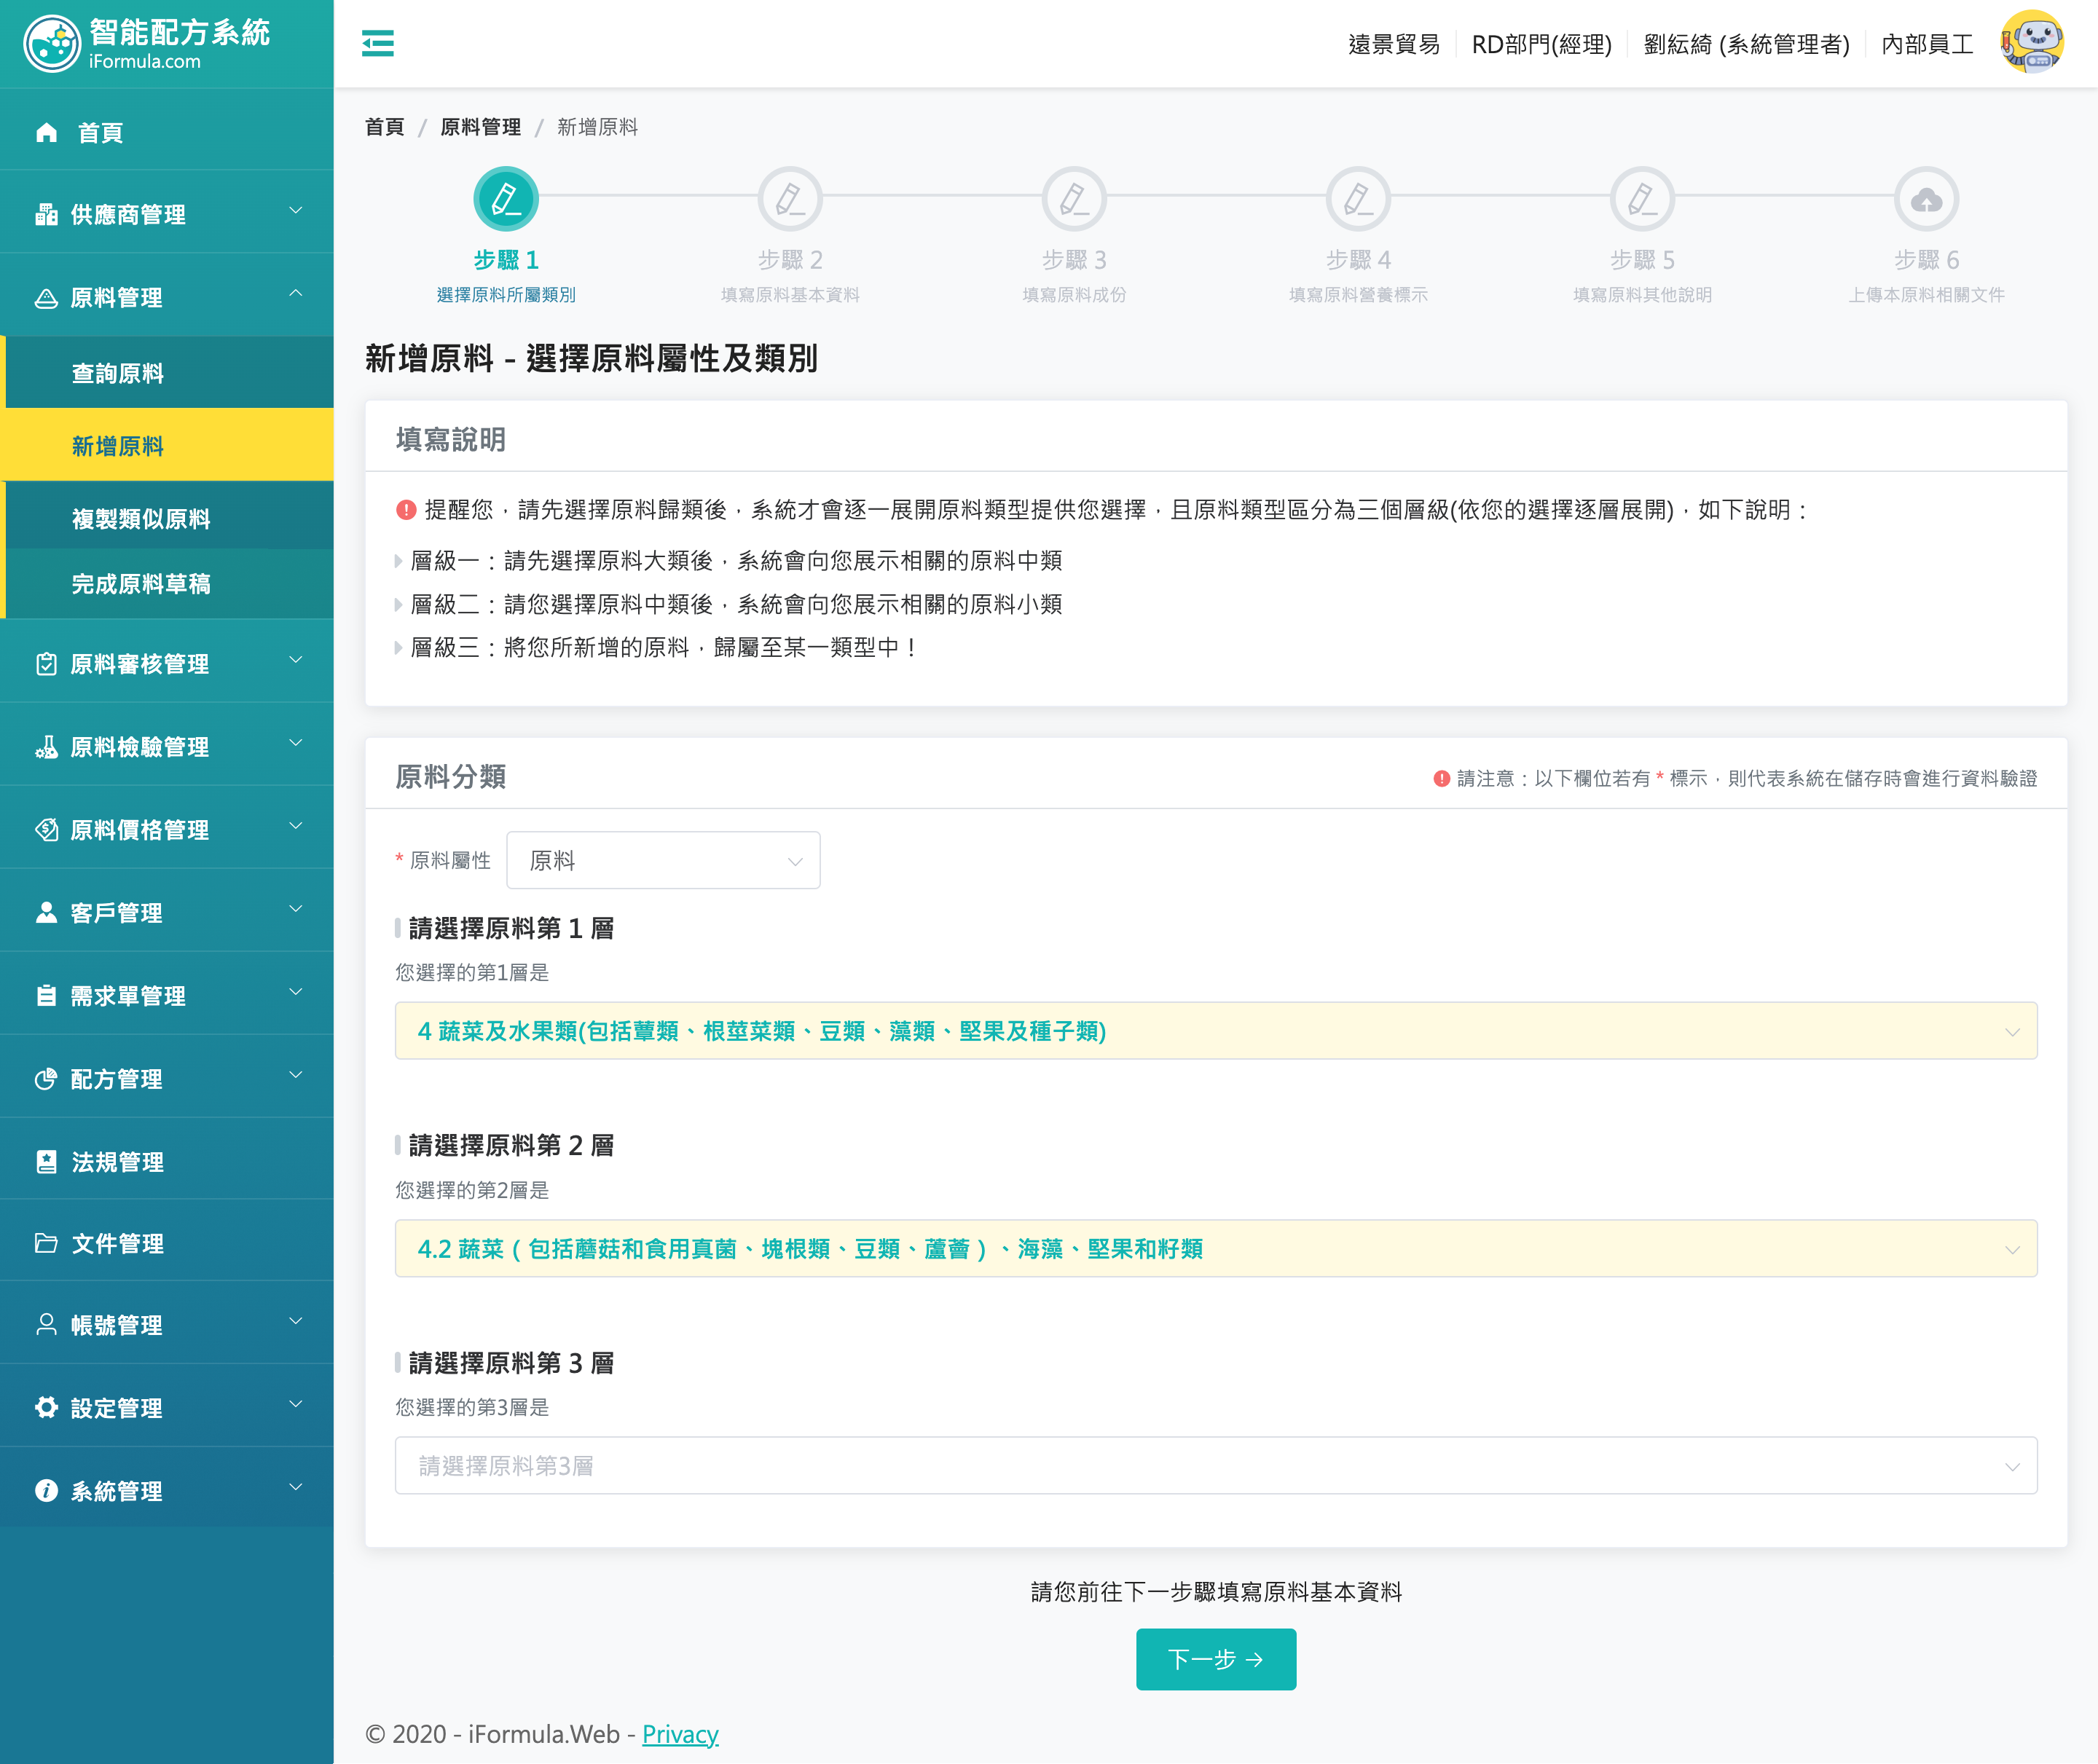 智能配方系統
iFormula.com
遠景貿易
RD部門(經理)
劉紜綺 (系統管理者)
內部員工
首頁
供應商管理
原料管理
查詢原料
新增原料
複製類似原料
完成原料草稿
原料審核管理
原料檢驗管理
原料價格管理
客戶管理
需求單管理
配方管理
法規管理
文件管理
帳號管理
設定管理
系統管理
首頁 / 原料管理 / 新增原料
步驟 1
選擇原料所屬類別
步驟 2
填寫原料基本資料
步驟 3
填寫原料成份
步驟 4
填寫原料營養標示
步驟 5
填寫原料其他說明
步驟 6
上傳本原料相關文件
新增原料 - 選擇原料屬性及類別
填寫說明
提醒您，請先選擇原料歸類後，系統才會逐一展開原料類型提供您選擇，且原料類型區分為三個層級(依您的選擇逐層展開)，如下說明：
層級一：請先選擇原料大類後，系統會向您展示相關的原料中類
層級二：請您選擇原料中類後，系統會向您展示相關的原料小類
層級三：將您所新增的原料，歸屬至某一類型中！
原料分類
請注意：以下欄位若有 * 標示，則代表系統在儲存時會進行資料驗證
* 原料屬性
原料
請選擇原料第 1 層
您選擇的第1層是
4 蔬菜及水果類(包括蕈類、根莖菜類、豆類、藻類、堅果及種子類)
請選擇原料第 2 層
您選擇的第2層是
4.2 蔬菜（包括蘑菇和食用真菌、塊根類、豆類、蘆薈）、海藻、堅果和籽類
請選擇原料第 3 層
您選擇的第3層是
請選擇原料第3層
請您前往下一步驟填寫原料基本資料
下一步 →
© 2020 - iFormula.Web - Privacy